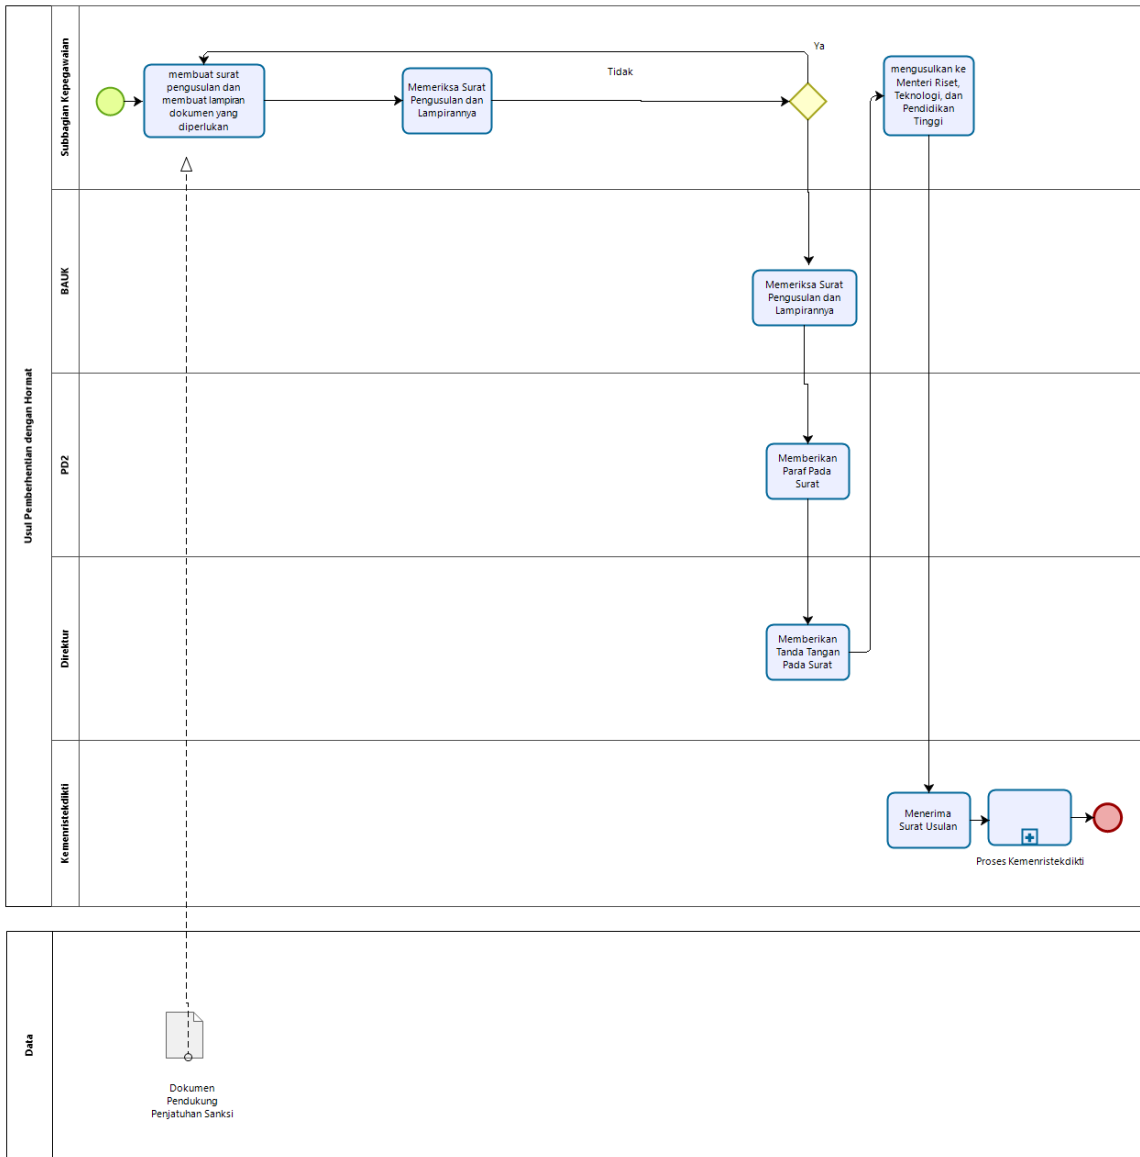 Usul Pemberhentian dengan Hormat
Subbagian Kepegawaian
membuat surat
pengusulan dan
membuat lampiran
dokumen yang
diperlukan
Memeriksa Surat
Pengusulan dan
Lampirannya
Tidak
Ya
mengusulkan ke
Menteri Riset,
Teknologi, dan
Pendidikan
Tinggi
BAUK
Memeriksa Surat
Pengusulan dan
Lampirannya
PD2
Memberikan
Paraf Pada
Surat
Direktur
Memberikan
Tanda Tangan
Pada Surat
Kemenristekdikti
Menerima
Surat Usulan
Proses Kemenristekdikti
Data
Dokumen
Pendukung
Penjatuhan Sanksi